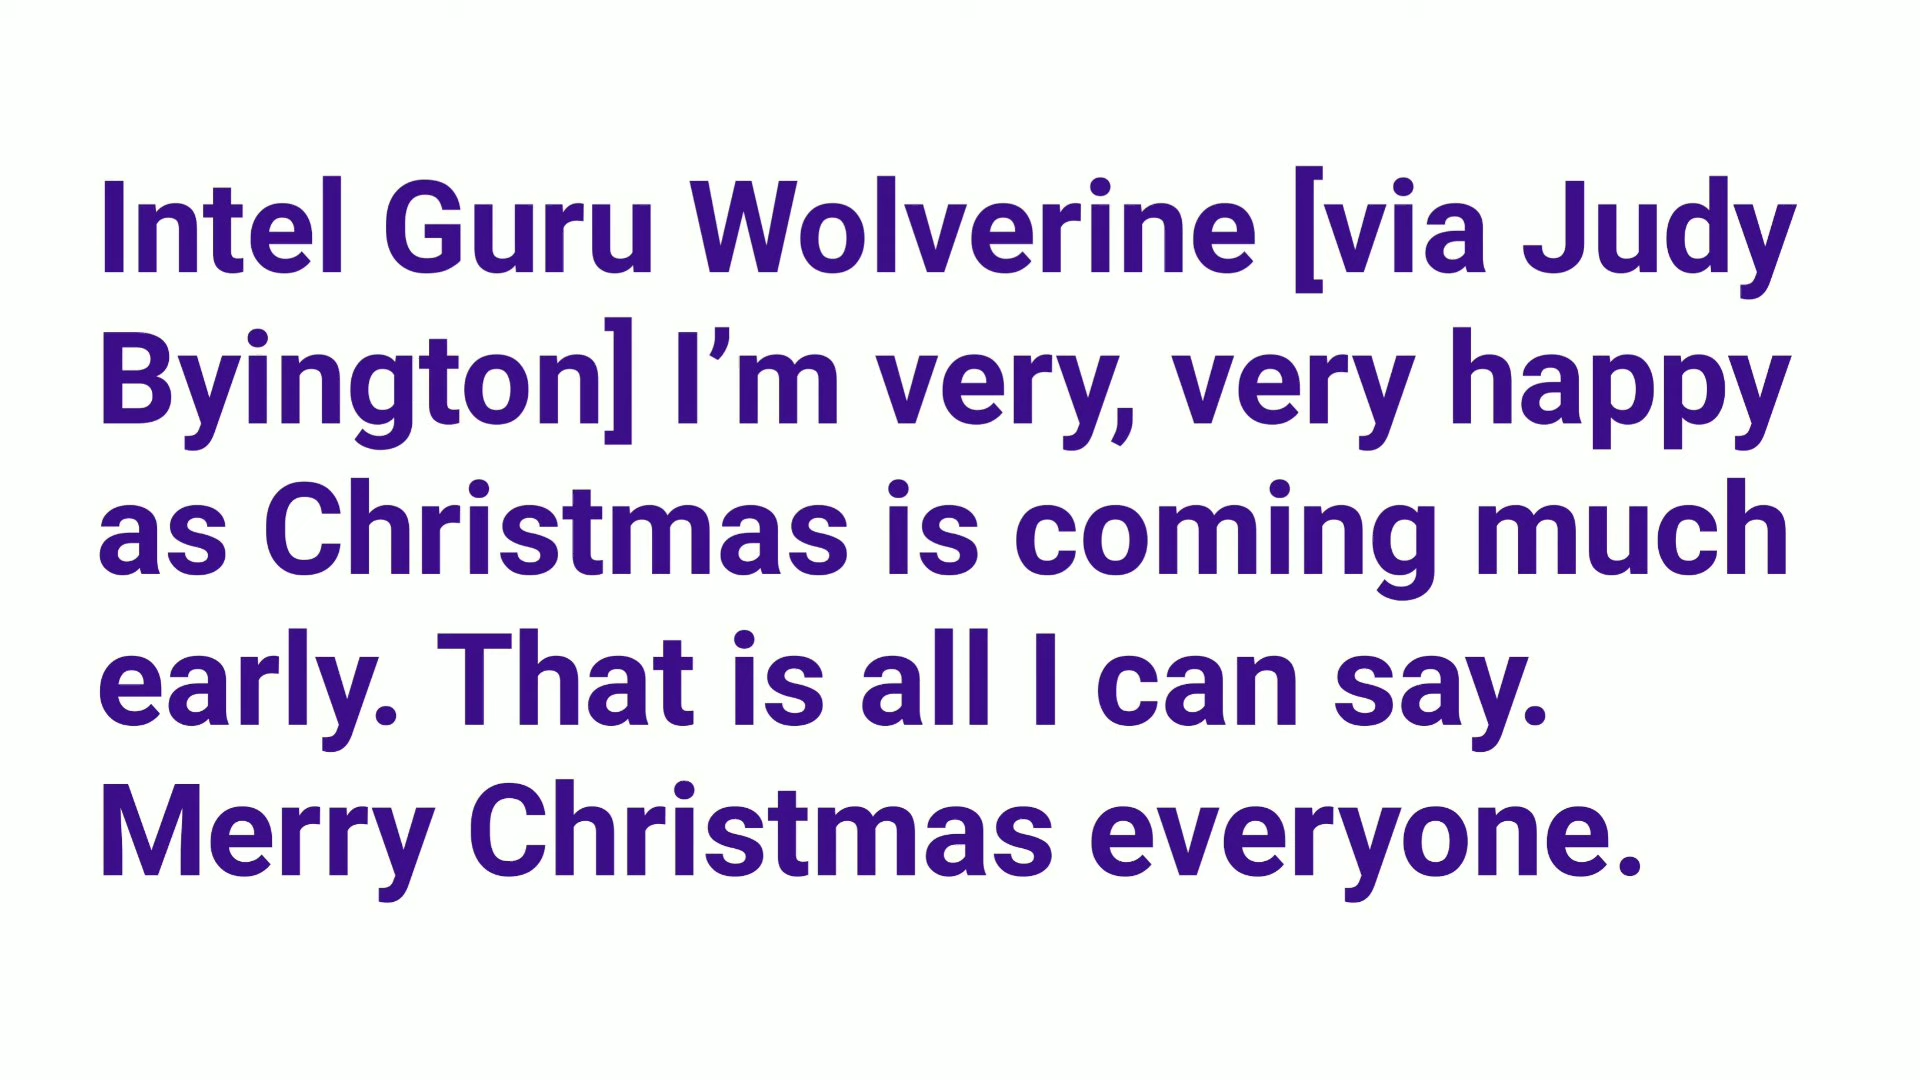 Intel Guru Wolverine [via Judy
Byington] I’m very, very happy
as Christmas is coming much
early. That is all I can say.
Merry Christmas everyone.